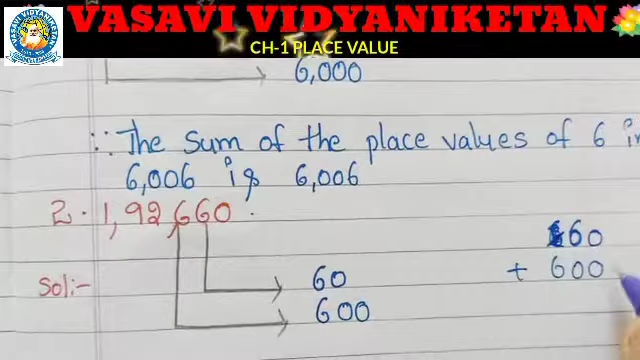 VASAVI VIDYANIKETAN
CH-1 PLACE VALUE
6,000
∵ The sum of the place values of 6 in
6,006 is 6,006
2. 1,92,660.
60
Sol:- 60 + 600
600